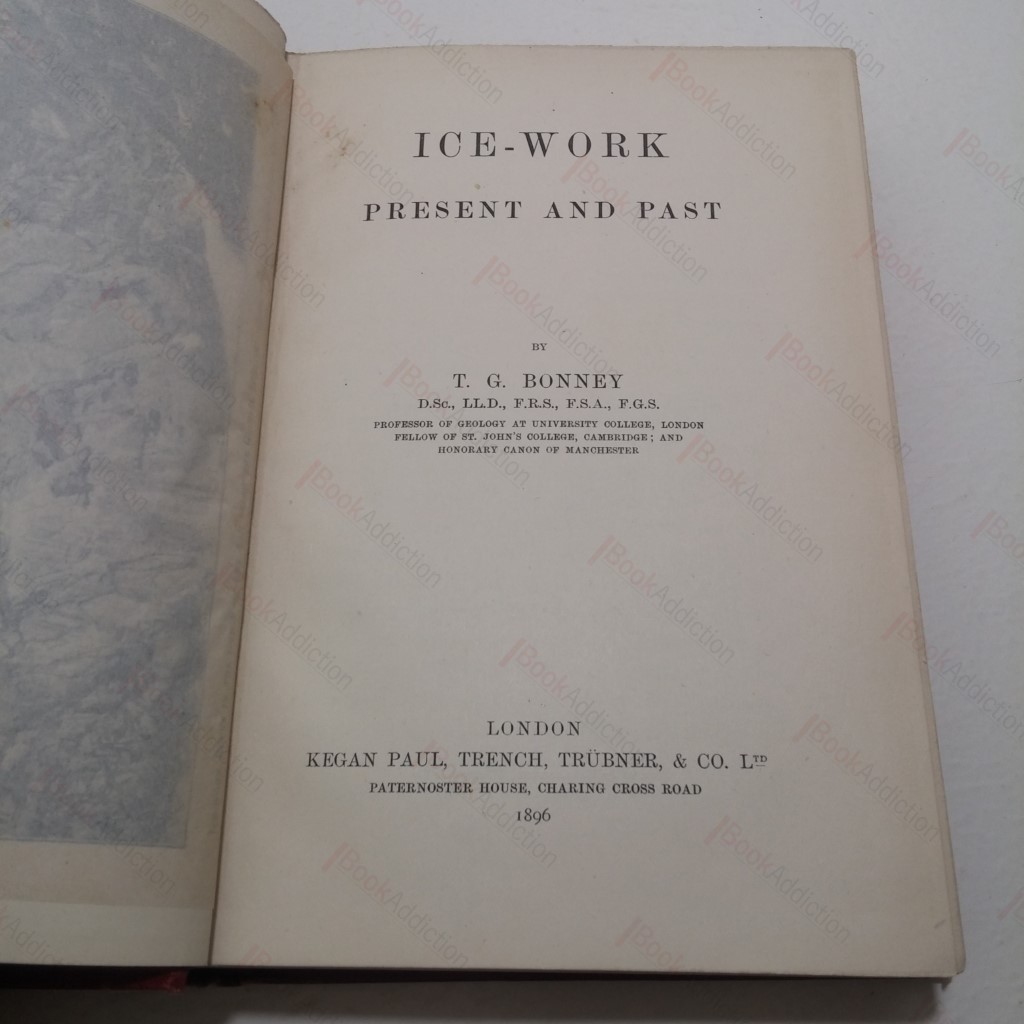 ICE-WORK
PRESENT AND PAST
BY
T. G. BONNEY
D.Sc., LL.D., F.R.S., F.S.A., F.G.S.
PROFESSOR OF GEOLOGY AT UNIVERSITY COLLEGE, LONDON
FELLOW OF ST. JOHN'S COLLEGE, CAMBRIDGE; AND
HONORARY CANON OF MANCHESTER
LONDON
KEGAN PAUL, TRENCH, TRÜBNER, & CO. LTD
PATERNOSTER HOUSE, CHARING CROSS ROAD
1896
BookAddiction